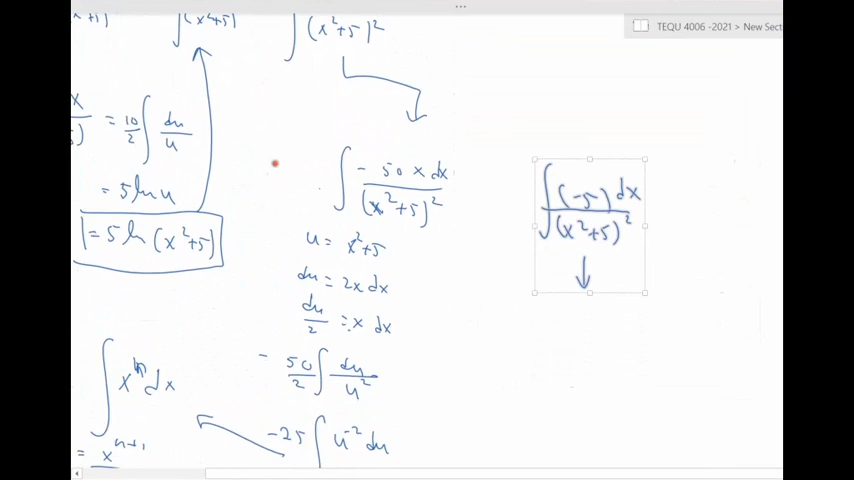 TEQU 4006 -2021 > New Sect
∫ (x²+5)
∫ (x²+5)²
= 10/2 ∫ du/u
= 5 ln u
= 5 ln (x²+5)
∫ - 50 x dx / (x²+5)²
u = x²+5
du = 2x dx
du/2 = x dx
- 50/2 ∫ du/u²
-25 ∫ u⁻² du
∫ xⁿ dx
= xⁿ⁺¹
∫ (-5) dx / (x²+5)²